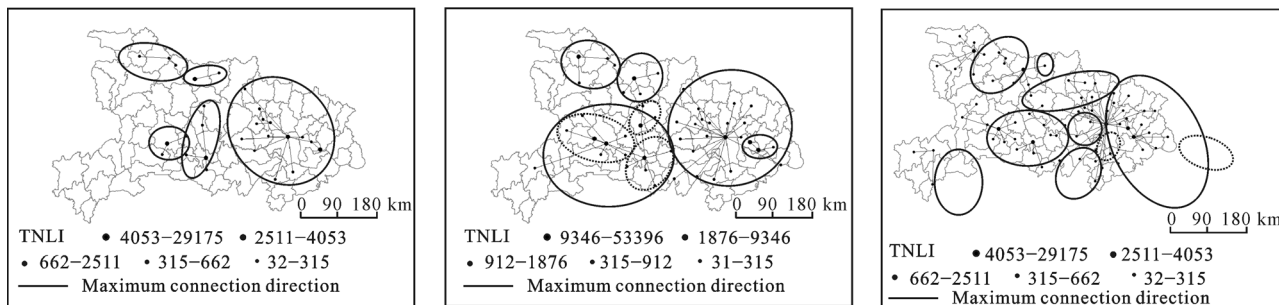 0 90 180 km
TNLI 4053−29175 2511−4053
662−2511 315−662 32−315
Maximum connection direction
0 90 180 km
TNLI 9346−53396 1876−9346
912−1876 315−912 31−315
Maximum connection direction
0 90 180 km
TNLI 4053−29175 2511−4053
662−2511 315−662 32−315
Maximum connection direction